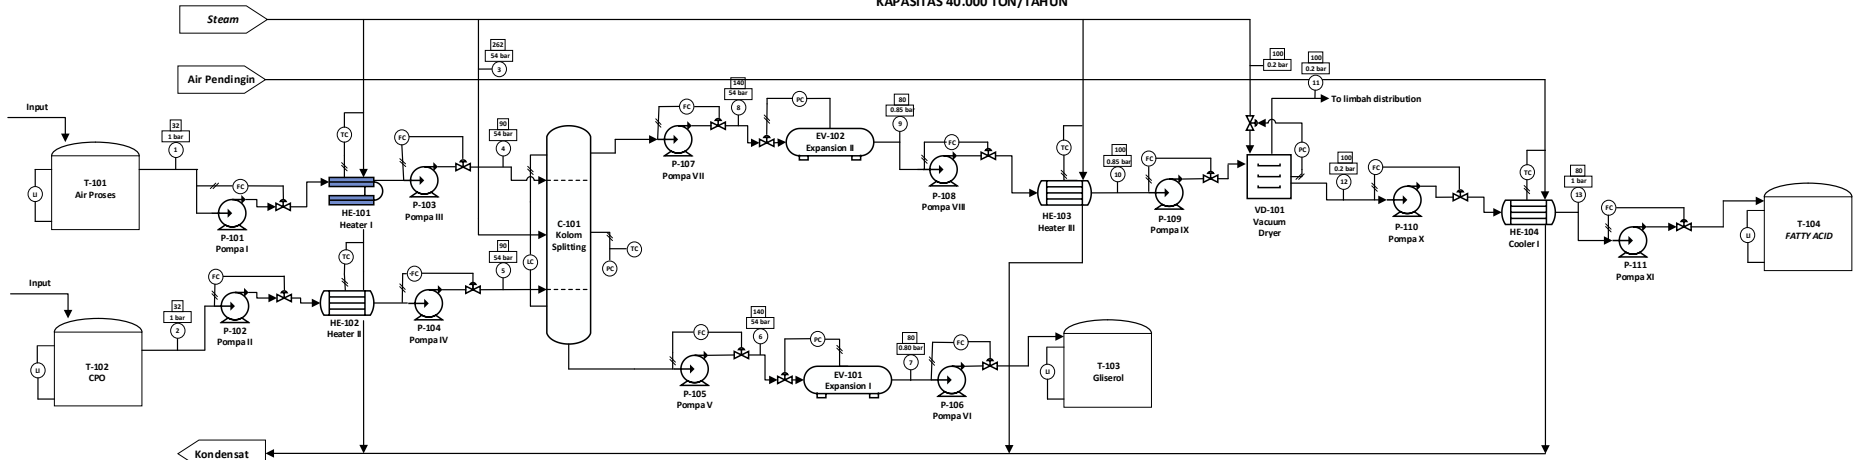 KAPASITAS 40.000 TON/TAHUN
Steam
Air Pendingin
Input
T-101
Air Proses
LI
32
1 bar
1
FC
P-101
Pompa I
TC
HE-101
Heater I
FC
P-103
Pompa III
262
54 bar
3
90
54 bar
4
Input
T-102
CPO
LI
32
1 bar
2
FC
P-102
Pompa II
TC
HE-102
Heater II
FC
P-104
Pompa IV
90
54 bar
5
C-101
Kolom
Splitting
LC
TC
PC
FC
P-107
Pompa VII
140
54 bar
8
PC
EV-102
Expansion II
80
0.85 bar
9
FC
P-108
Pompa VIII
TC
HE-103
Heater III
100
0.85 bar
10
FC
P-109
Pompa IX
100
0.2 bar
100
0.2 bar
11
To limbah distribution
PC
VD-101
Vacuum
Dryer
100
0.2 bar
12
FC
P-110
Pompa X
TC
HE-104
Cooler I
80
1 bar
13
FC
P-111
Pompa XI
LI
T-104
FATTY ACID
FC
P-105
Pompa V
140
54 bar
6
PC
EV-101
Expansion I
80
0.80 bar
7
FC
P-106
Pompa VI
LI
T-103
Gliserol
Kondensat